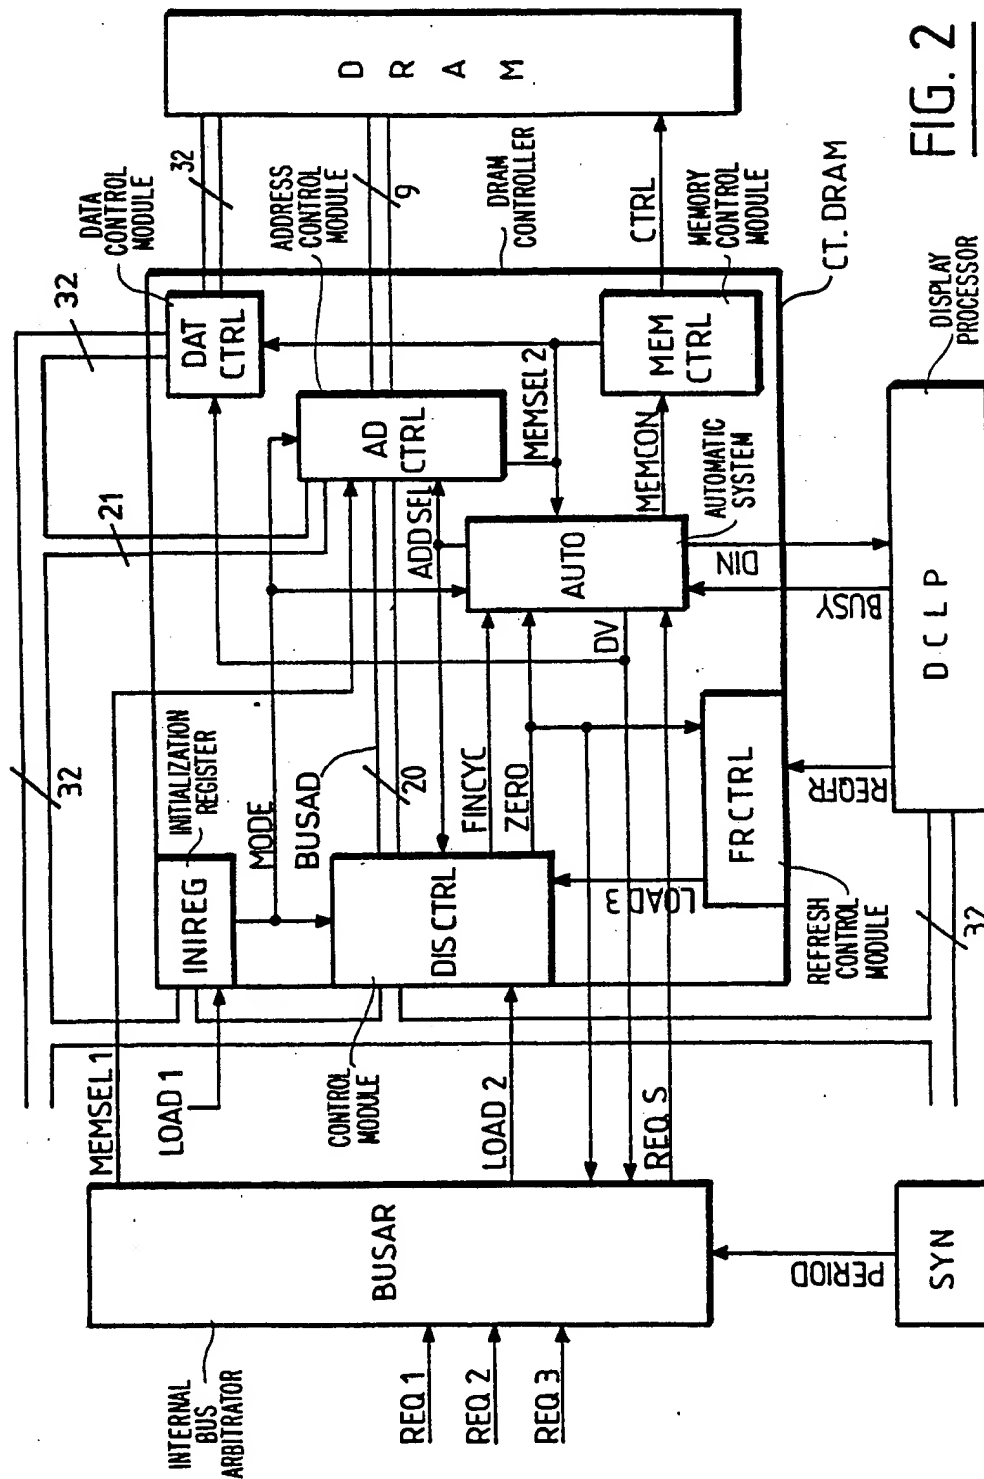 DATA
CONTROL
MODULE
32
32
DAT
CTRL
ADDRESS
CONTROL
MODULE
9
21
AD
CTRL
DRAM
CONTROLLER
D R A M
CTRL
MEMORY
CONTROL
MODULE
MEM
CTRL
CT. DRAM
MEMSEL 2
MEMCON
ADD SEL
AUTO
AUTOMATIC
SYSTEM
DIN
BUSY
DV
32
INITIALIZATION
REGISTER
INIREG
MODE
BUSAD
20
FINCYC
ZERO
DIS CTRL
LOAD 3
FR CTRL
REQFR
REFRESH
CONTROL
MODULE
DISPLAY
PROCESSOR
D C L P
32
MEMSEL 1
LOAD 1
CONTROL
MODULE
LOAD 2
REQ S
BUSAR
INTERNAL
BUS
ARBITRATOR
REQ 1
REQ 2
REQ 3
PERIOD
SYN
FIG. 2